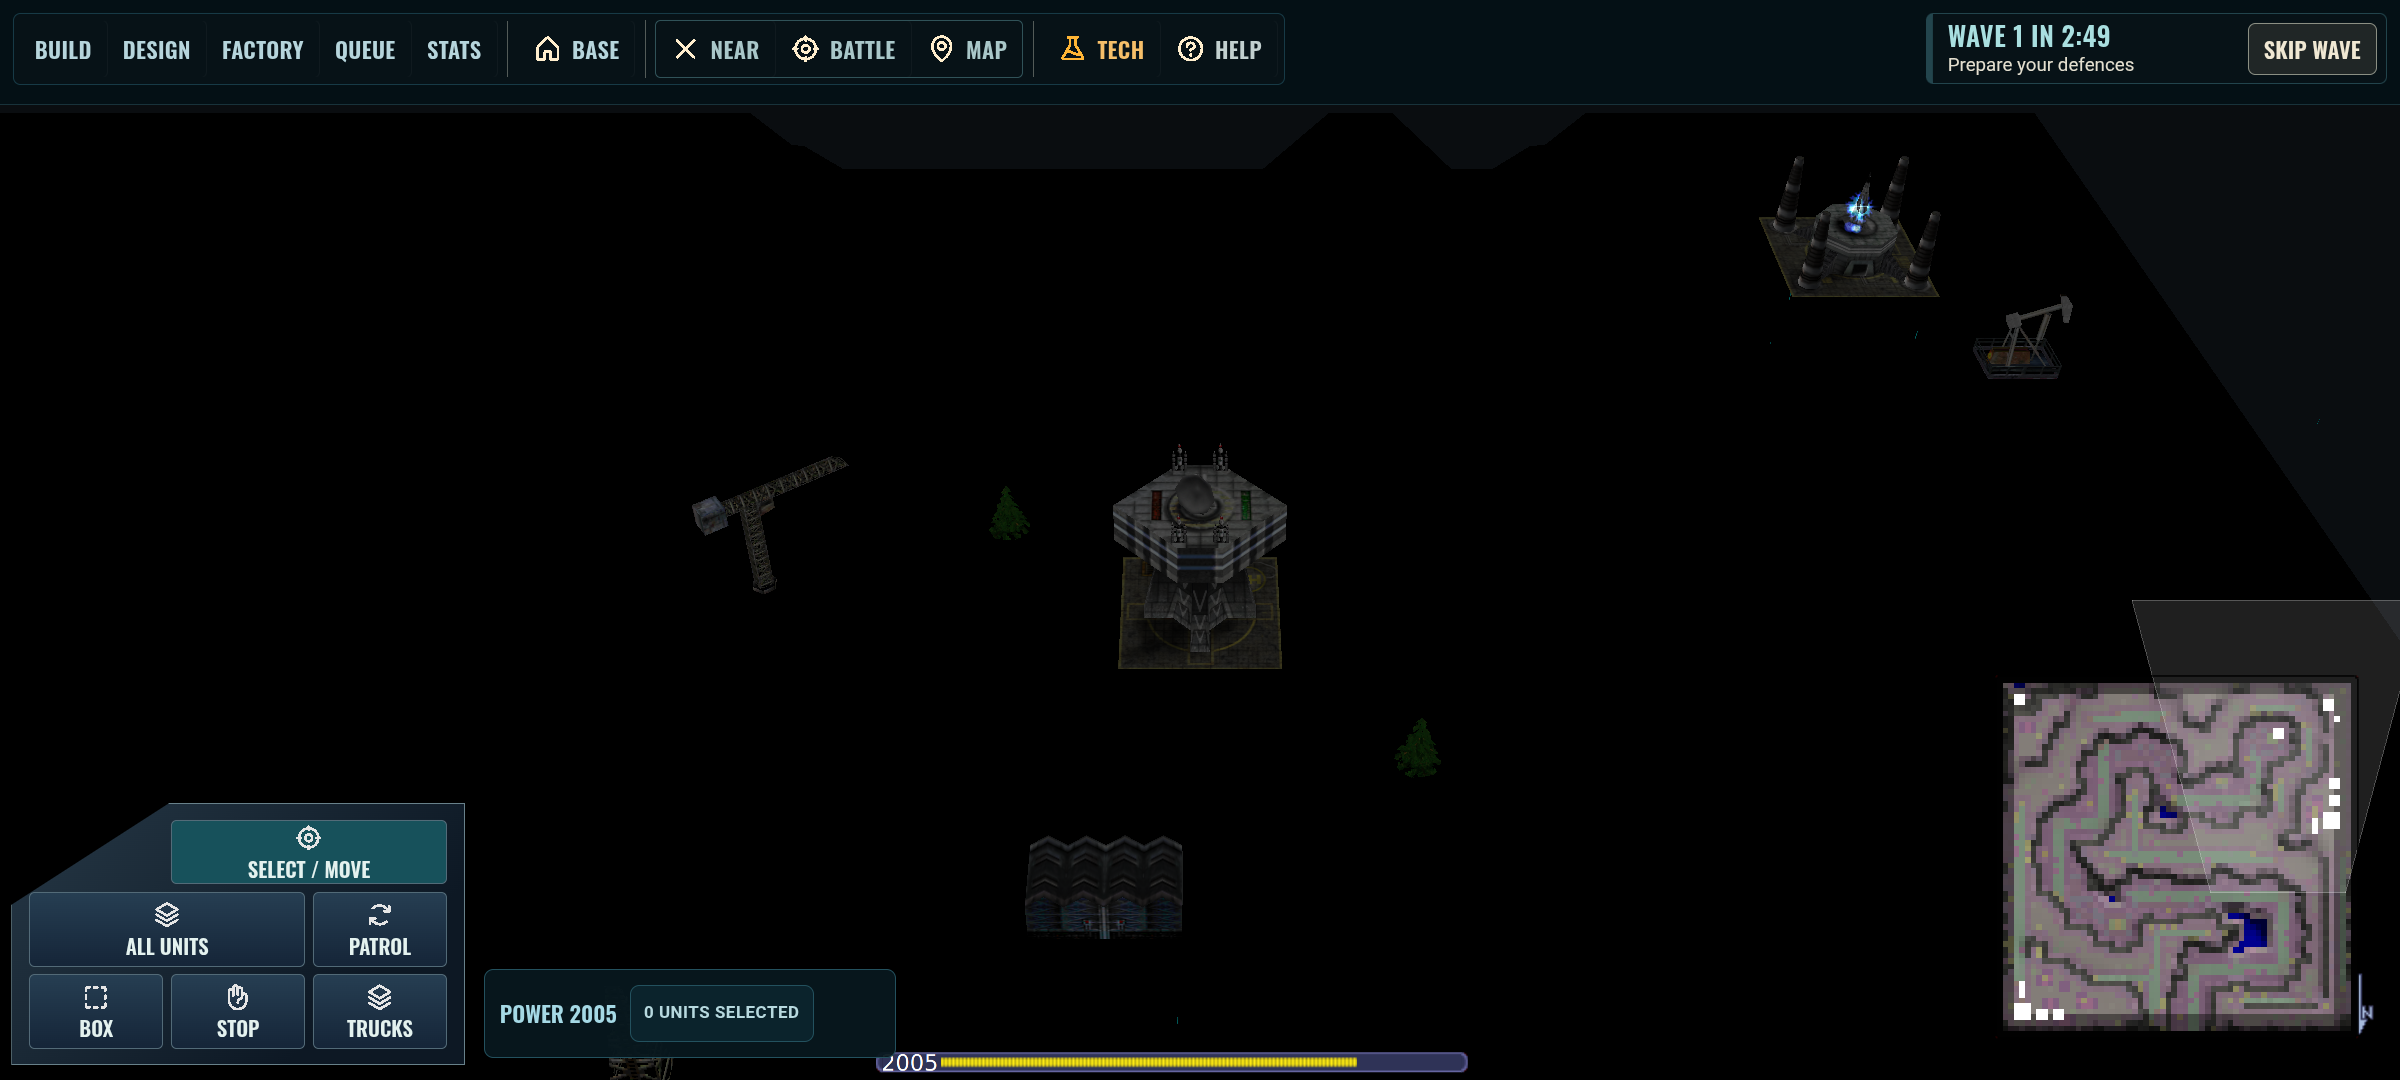 BUILD
DESIGN
FACTORY
QUEUE
STATS
BASE
NEAR
BATTLE
MAP
TECH
HELP
WAVE 1 IN 2:49
Prepare your defences
SKIP WAVE
SELECT / MOVE
ALL UNITS
PATROL
BOX
STOP
TRUCKS
POWER 2005
0 UNITS SELECTED
2005
N